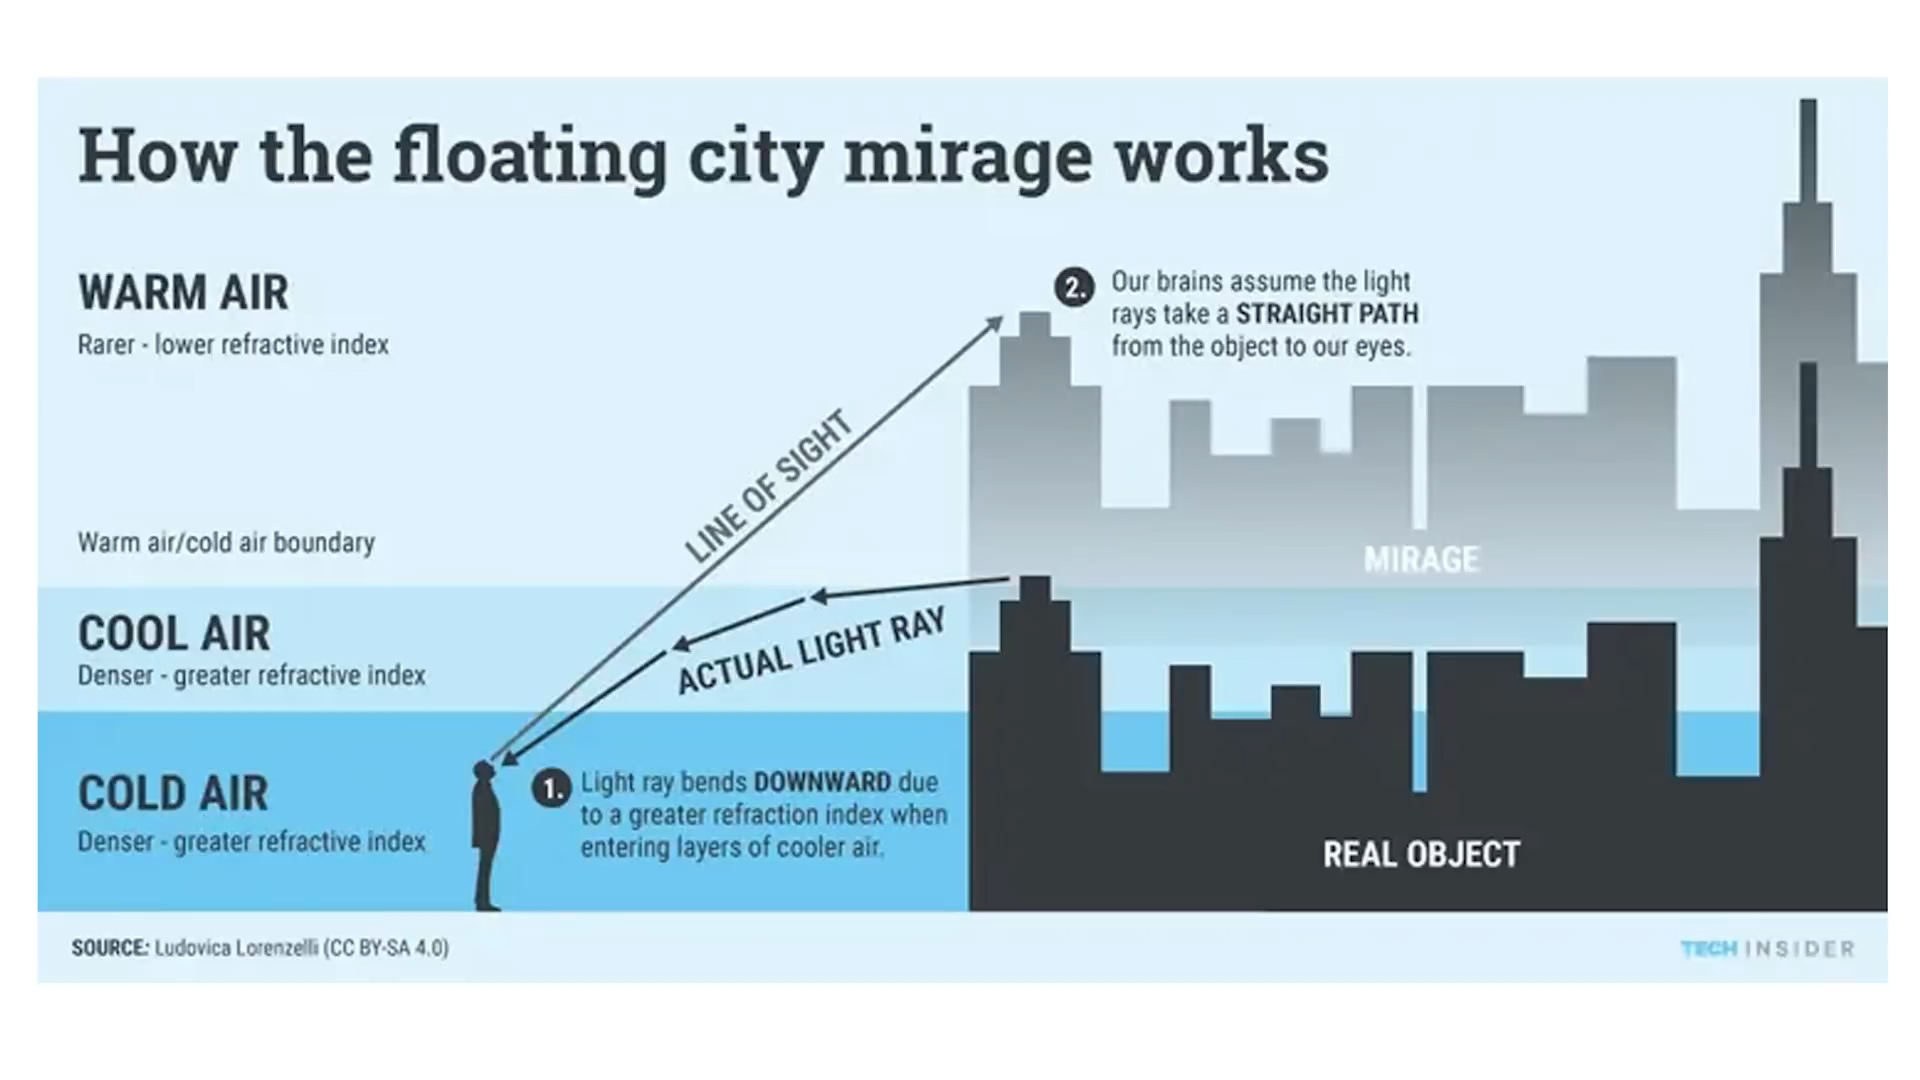 How the floating city mirage works
WARM AIR
Rarer - lower refractive index
2.
Our brains assume the light
rays take a STRAIGHT PATH
from the object to our eyes.
LINE OF SIGHT
Warm air/cold air boundary
MIRAGE
COOL AIR
Denser - greater refractive index
ACTUAL LIGHT RAY
COLD AIR
Denser - greater refractive index
1.
Light ray bends DOWNWARD due
to a greater refraction index when
entering layers of cooler air.
REAL OBJECT
SOURCE: Ludovica Lorenzelli (CC BY-SA 4.0)
TECH INSIDER